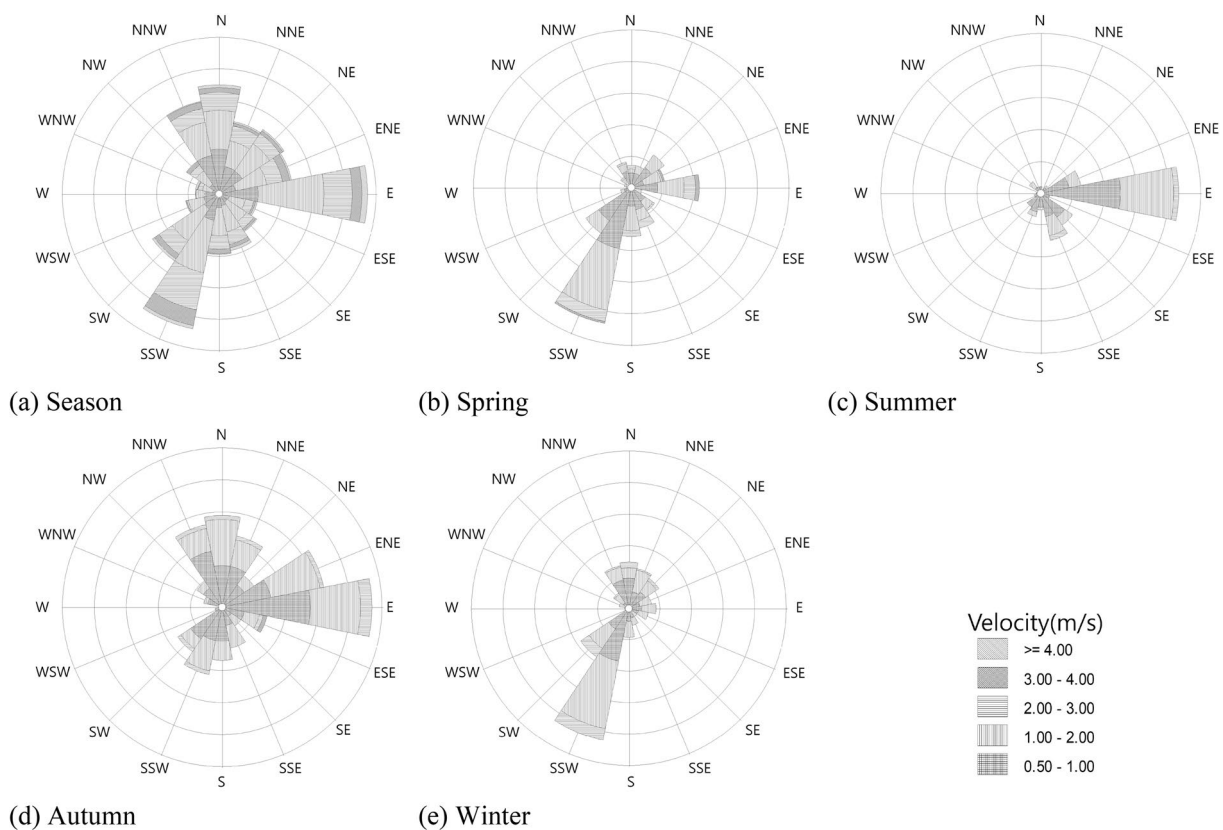 N
NNW
NNE
NW
NE
WNW
ENE
W
E
WSW
ESE
SW
SE
SSW
SSE
S
(a) Season
N
NNW
NNE
NW
NE
WNW
ENE
W
E
WSW
ESE
SW
SE
SSW
SSE
S
(b) Spring
N
NNW
NNE
NW
NE
WNW
ENE
W
E
WSW
ESE
SW
SE
SSW
SSE
S
(c) Summer
N
NNW
NNE
NW
NE
WNW
ENE
W
E
WSW
ESE
SW
SE
SSW
SSE
S
(d) Autumn
N
NNW
NNE
NW
NE
WNW
ENE
W
E
WSW
ESE
SW
SE
SSW
SSE
S
(e) Winter
Velocity(m/s)
>= 4.00
3.00 - 4.00
2.00 - 3.00
1.00 - 2.00
0.50 - 1.00